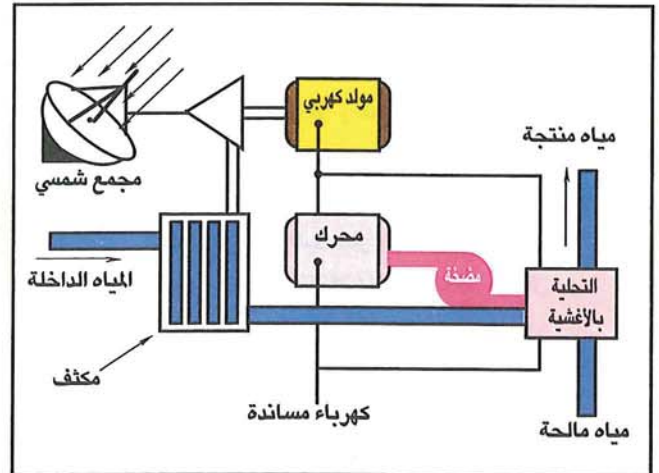 مولد كهربي
مياه منتجة
مجمع شمسي
محرك
مضخة
المياه الداخلة
التحلية
بالأغشية
مكثف
كهرباء مساندة
مياه مالحة